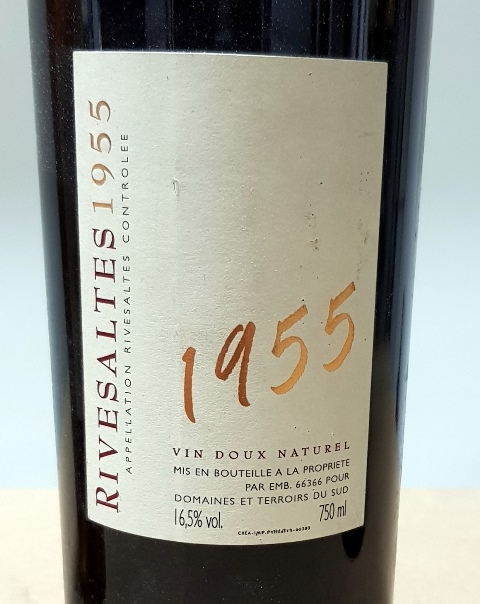 RIVESALTES 1955
APPELLATION RIVESALTES CONTROLEE
1955
VIN DOUX NATUREL
MIS EN BOUTEILLE A LA PROPRIETE
PAR EMB. 66366 POUR
DOMAINES ET TERROIRS DU SUD
16,5% vol. 750 ml